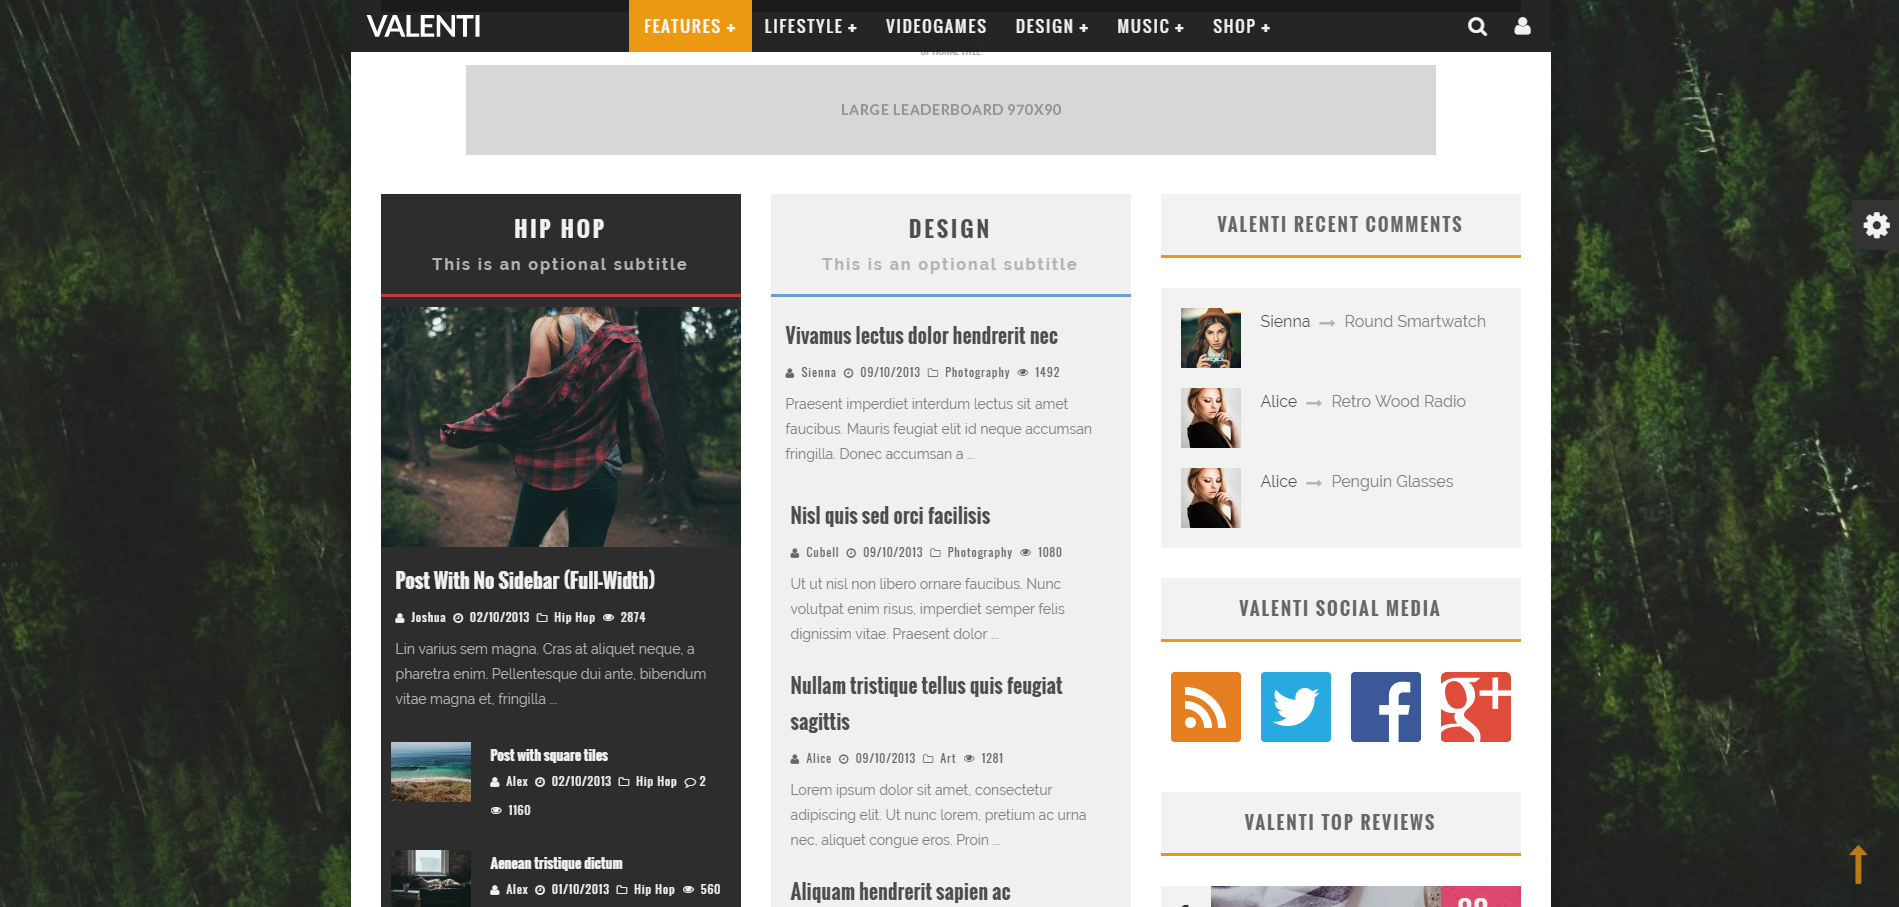 VALENTI
FEATURES +
LIFESTYLE +
VIDEOGAMES
DESIGN +
MUSIC +
SHOP +
OPTIONAL TITLE
LARGE LEADERBOARD 970X90
HIP HOP
This is an optional subtitle
Post With No Sidebar (Full-Width)
Joshua 02/10/2013 Hip Hop 2874
Lin varius sem magna. Cras at aliquet neque, a
pharetra enim. Pellentesque dui ante, bibendum
vitae magna et, fringilla ...
Post with square tiles
Alex 02/10/2013 Hip Hop 2
1160
Aenean tristique dictum
Alex 01/10/2013 Hip Hop 560
DESIGN
This is an optional subtitle
Vivamus lectus dolor hendrerit nec
Sienna 09/10/2013 Photography 1492
Praesent imperdiet interdum lectus sit amet
faucibus. Mauris feugiat elit id neque accumsan
fringilla. Donec accumsan a ...
Nisl quis sed orci facilisis
Cubell 09/10/2013 Photography 1080
Ut ut nisl non libero ornare faucibus. Nunc
volutpat enim risus, imperdiet semper felis
dignissim vitae. Praesent dolor ...
Nullam tristique tellus quis feugiat
sagittis
Alice 09/10/2013 Art 1281
Lorem ipsum dolor sit amet, consectetur
adipiscing elit. Ut nunc lorem, pretium ac urna
nec, aliquet congue eros. Proin ...
Aliquam hendrerit sapien ac
VALENTI RECENT COMMENTS
Sienna → Round Smartwatch
Alice → Retro Wood Radio
Alice → Penguin Glasses
VALENTI SOCIAL MEDIA
g+
VALENTI TOP REVIEWS